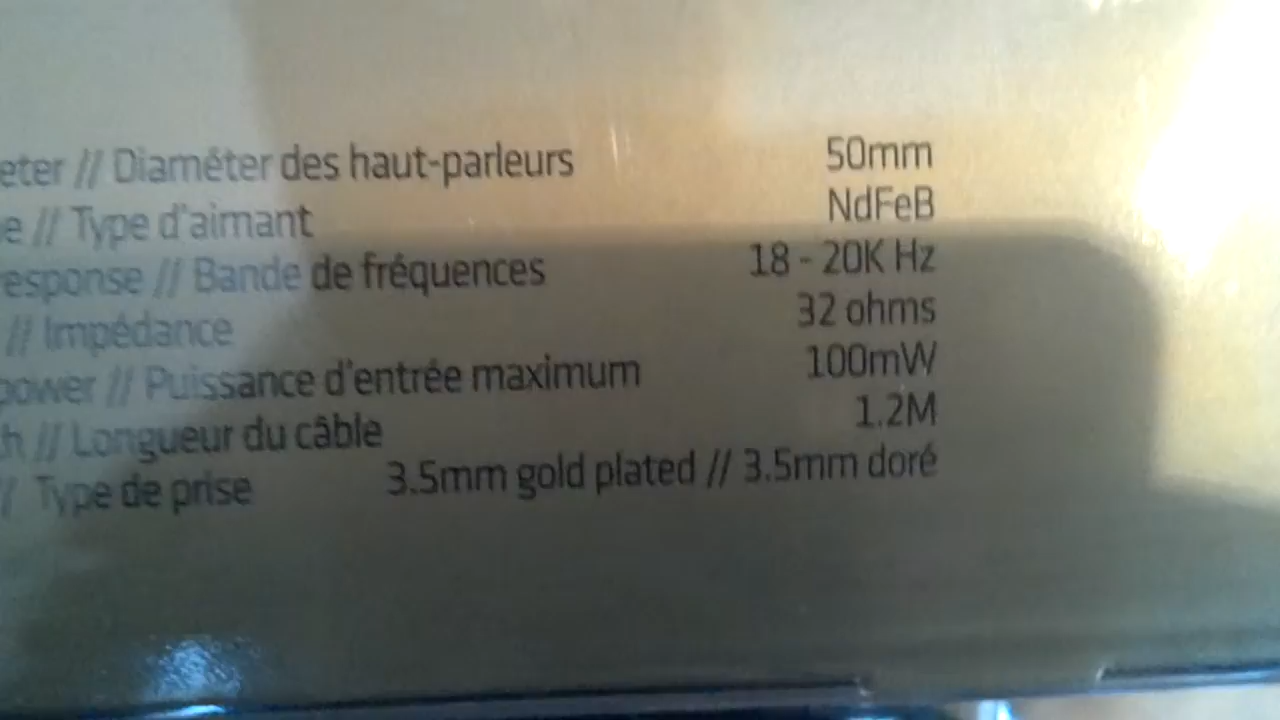 eter // Diaméter des haut-parleurs 50mm
e // Type d'aimant NdFeB
esponse // Bande de fréquences 18 - 20K Hz
// Impédance 32 ohms
power // Puissance d'entrée maximum 100mW
h // Longueur du câble 1.2M
// Type de prise 3.5mm gold plated // 3.5mm doré